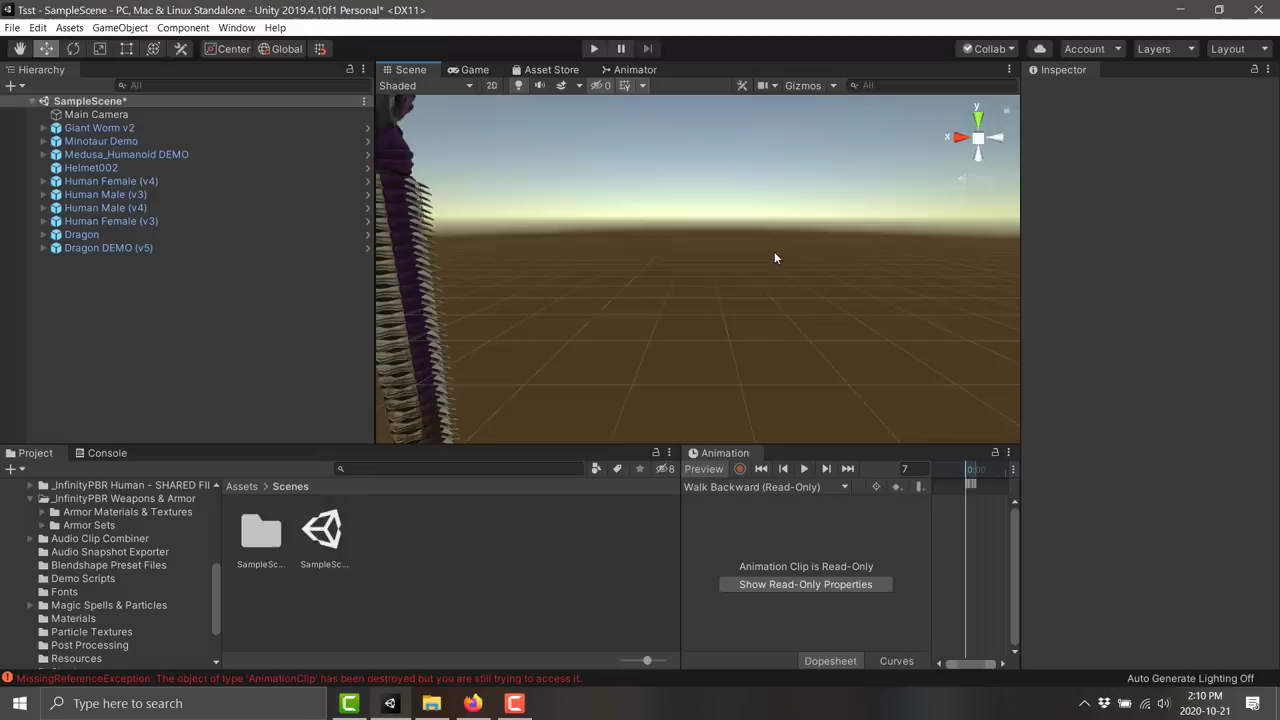 Tsst - SampleScene - PC, Mac & Linux Standalone - Unity 2019.4.10f1 Personal* <DX11>
File Edit Assets GameObject Component Window Help
Center Global Collab Account Layers Layout
Hierarchy Scene Game Asset Store Animator Inspector
All Shaded 2D 0 Gizmos All
SampleScene*
Main Camera
Giant Worm v2
Minotaur Demo
Medusa_Humanoid DEMO
Helmet002
Human Female (v4)
Human Male (v3)
Human Male (v4)
Human Female (v3)
Dragon
Dragon DEMO (v5)
y
x
Project Console Animation
8 Preview 7 0:00
_InfinityPBR Human - SHARED FII
Assets > Scenes
Walk Backward (Read-Only)
_InfinityPBR Weapons & Armor
Armor Materials & Textures
Armor Sets
Audio Clip Combiner
Audio Snapshot Exporter
Blendshape Preset Files
Demo Scripts
Fonts
Magic Spells & Particles
Materials
Particle Textures
Post Processing
Resources
SampleSc... SampleSc...
Animation Clip is Read-Only
Show Read-Only Properties
Dopesheet Curves
MissingReferenceException: The object of type 'AnimationClip' has been destroyed but you are still trying to access it.
Auto Generate Lighting Off
Type here to search
2:10 PM
2020-10-21